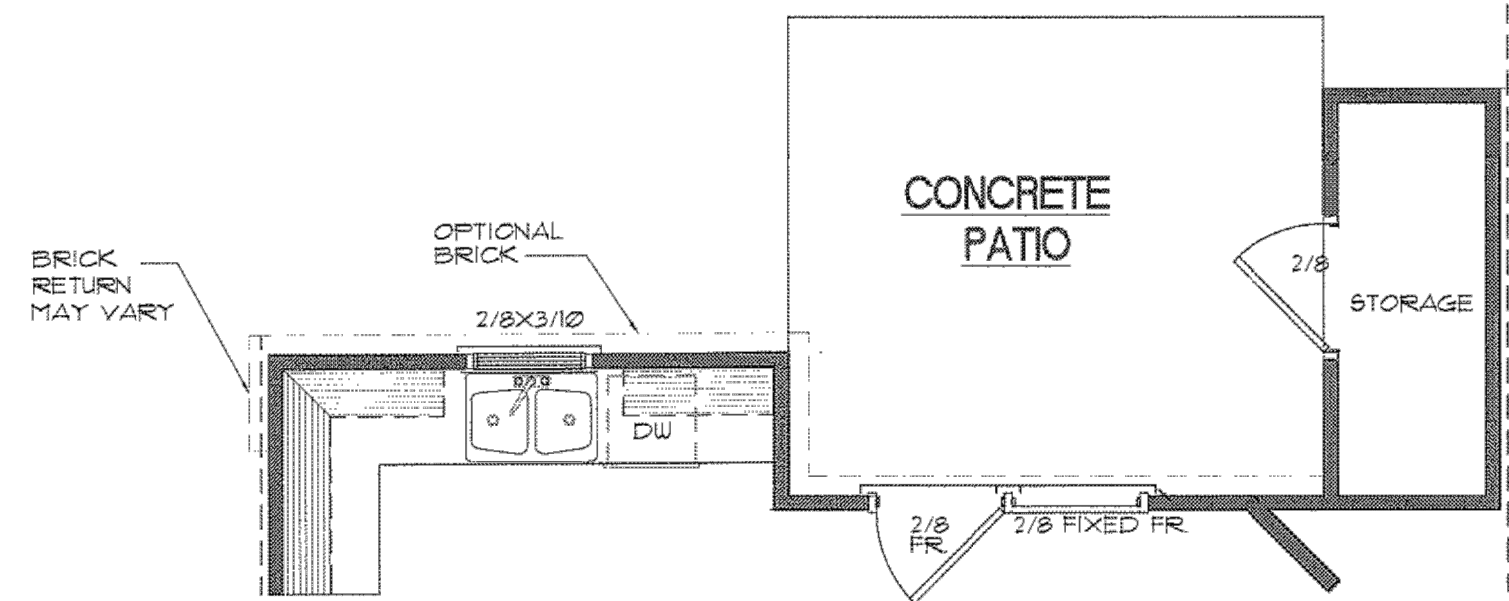 CONCRETE
PATIO
OPTIONAL
BRICK
BRICK
RETURN
MAY VARY
2/8X3/10
2/8
STORAGE
DW
2/8
FR.
2/8 FIXED FR.